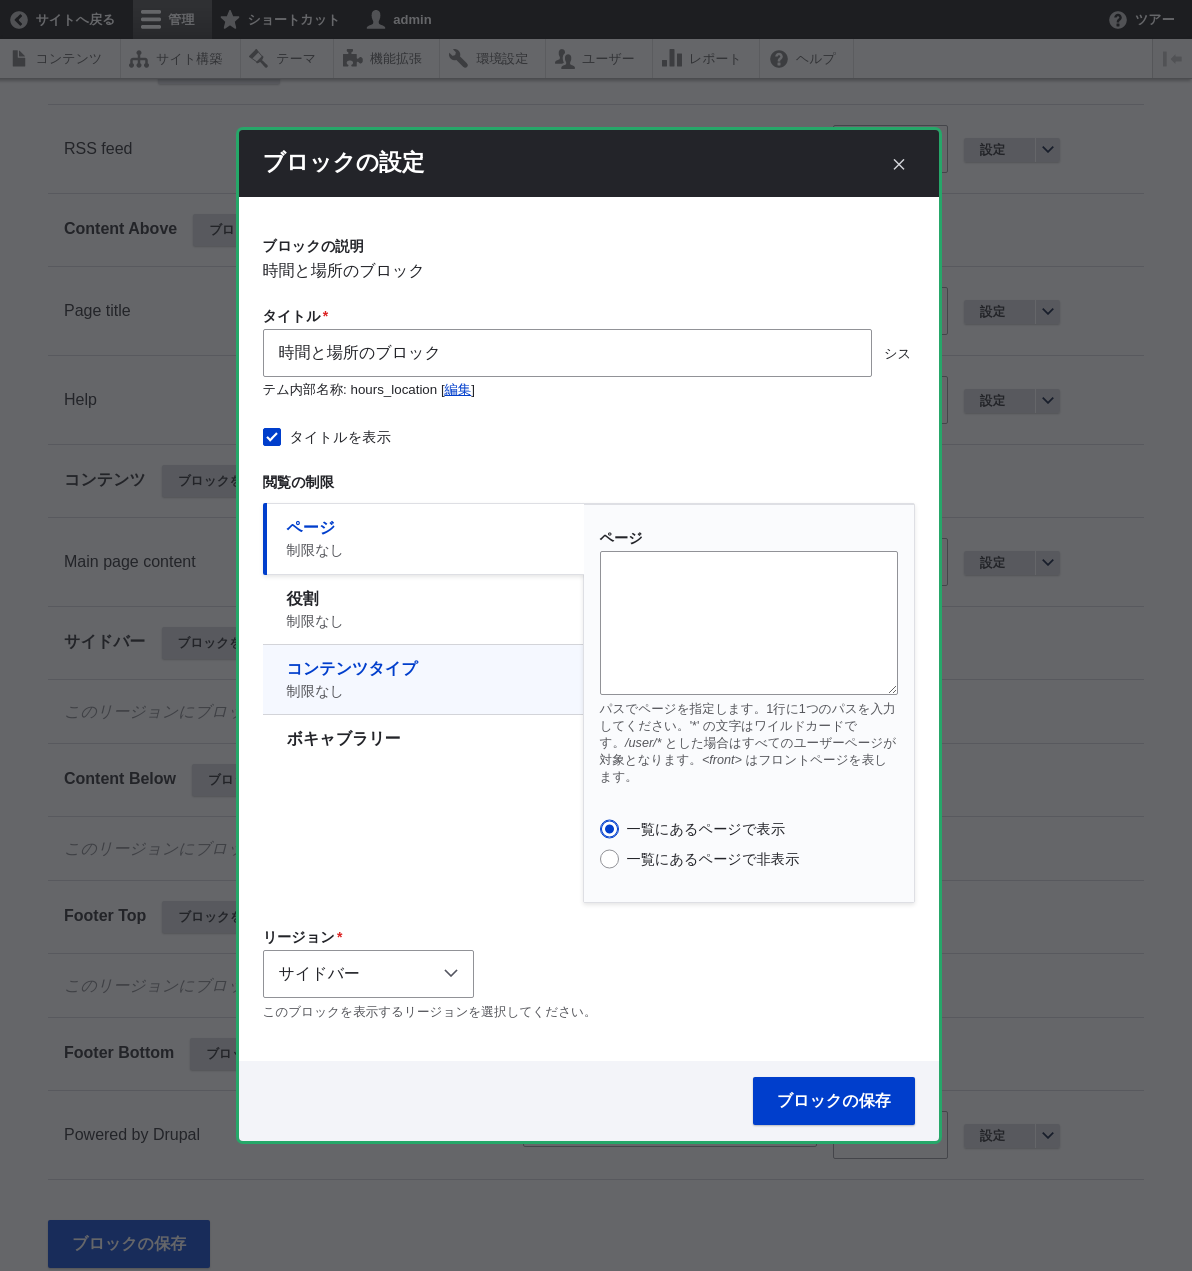 サイトへ戻る 管理 ショートカット admin ツアー
コンテンツ サイト構築 テーマ 機能拡張 環境設定 ユーザー レポート ヘルプ
RSS feed 設定
ブロックの設定
Content Above ブロ
ブロックの説明
時間と場所のブロック
Page title 設定
タイトル*
時間と場所のブロック シス
テム内部名称: hours_location [編集]
Help 設定
タイトルを表示
コンテンツ ブロックを
閲覧の制限
ページ
制限なし
ページ
Main page content 設定
役割
制限なし
サイドバー ブロックを
コンテンツタイプ
制限なし
このリージョンにブロッ
パスでページを指定します。1行に1つのパスを入力
してください。'*' の文字はワイルドカードで
す。/user/* とした場合はすべてのユーザーページが
対象となります。<front> はフロントページを表し
ます。
ボキャブラリー
Content Below ブロ
一覧にあるページで表示
このリージョンにブロッ
一覧にあるページで非表示
Footer Top ブロックを
リージョン*
サイドバー
このリージョンにブロッ
このブロックを表示するリージョンを選択してください。
Footer Bottom ブロッ
ブロックの保存
Powered by Drupal 設定
ブロックの保存